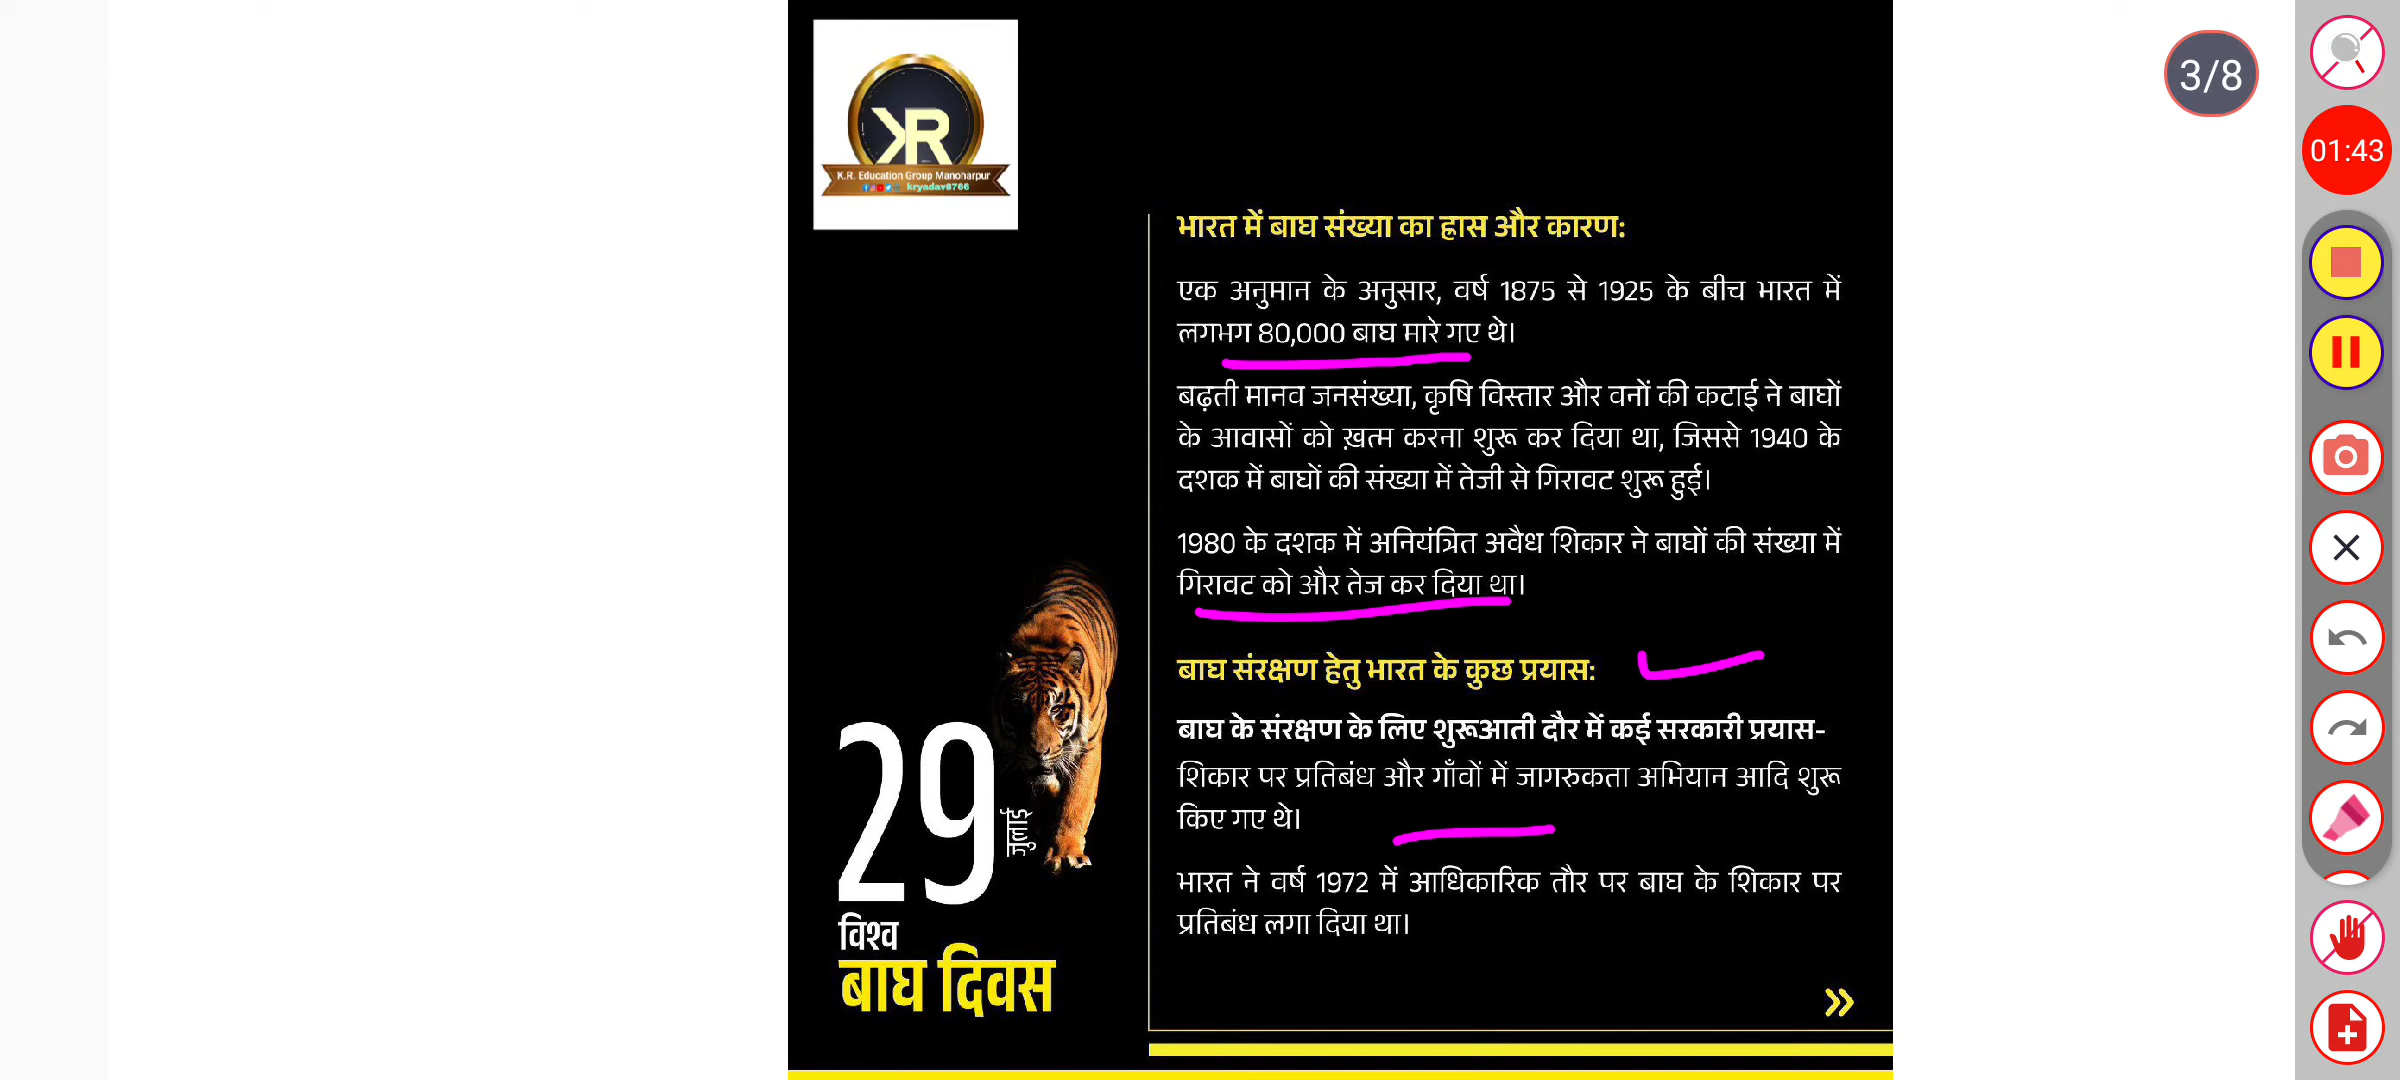 K.R. Education Group Manoharpur
kryadav8766
3/8
01:43
भारत में बाघ संख्या का ह्रास और कारण:
एक अनुमान के अनुसार, वर्ष 1875 से 1925 के बीच भारत में
लगभग 80,000 बाघ मारे गए थे।
बढ़ती मानव जनसंख्या, कृषि विस्तार और वनों की कटाई ने बाघों
के आवासों को ख़त्म करना शुरू कर दिया था, जिससे 1940 के
दशक में बाघों की संख्या में तेजी से गिरावट शुरू हुई।
1980 के दशक में अनियंत्रित अवैध शिकार ने बाघों की संख्या में
गिरावट को और तेज कर दिया था।
बाघ संरक्षण हेतु भारत के कुछ प्रयास:
बाघ के संरक्षण के लिए शुरूआती दौर में कई सरकारी प्रयास-
शिकार पर प्रतिबंध और गाँवों में जागरुकता अभियान आदि शुरू
किए गए थे।
भारत ने वर्ष 1972 में आधिकारिक तौर पर बाघ के शिकार पर
प्रतिबंध लगा दिया था।
29
जुलाई
विश्व
बाघ दिवस